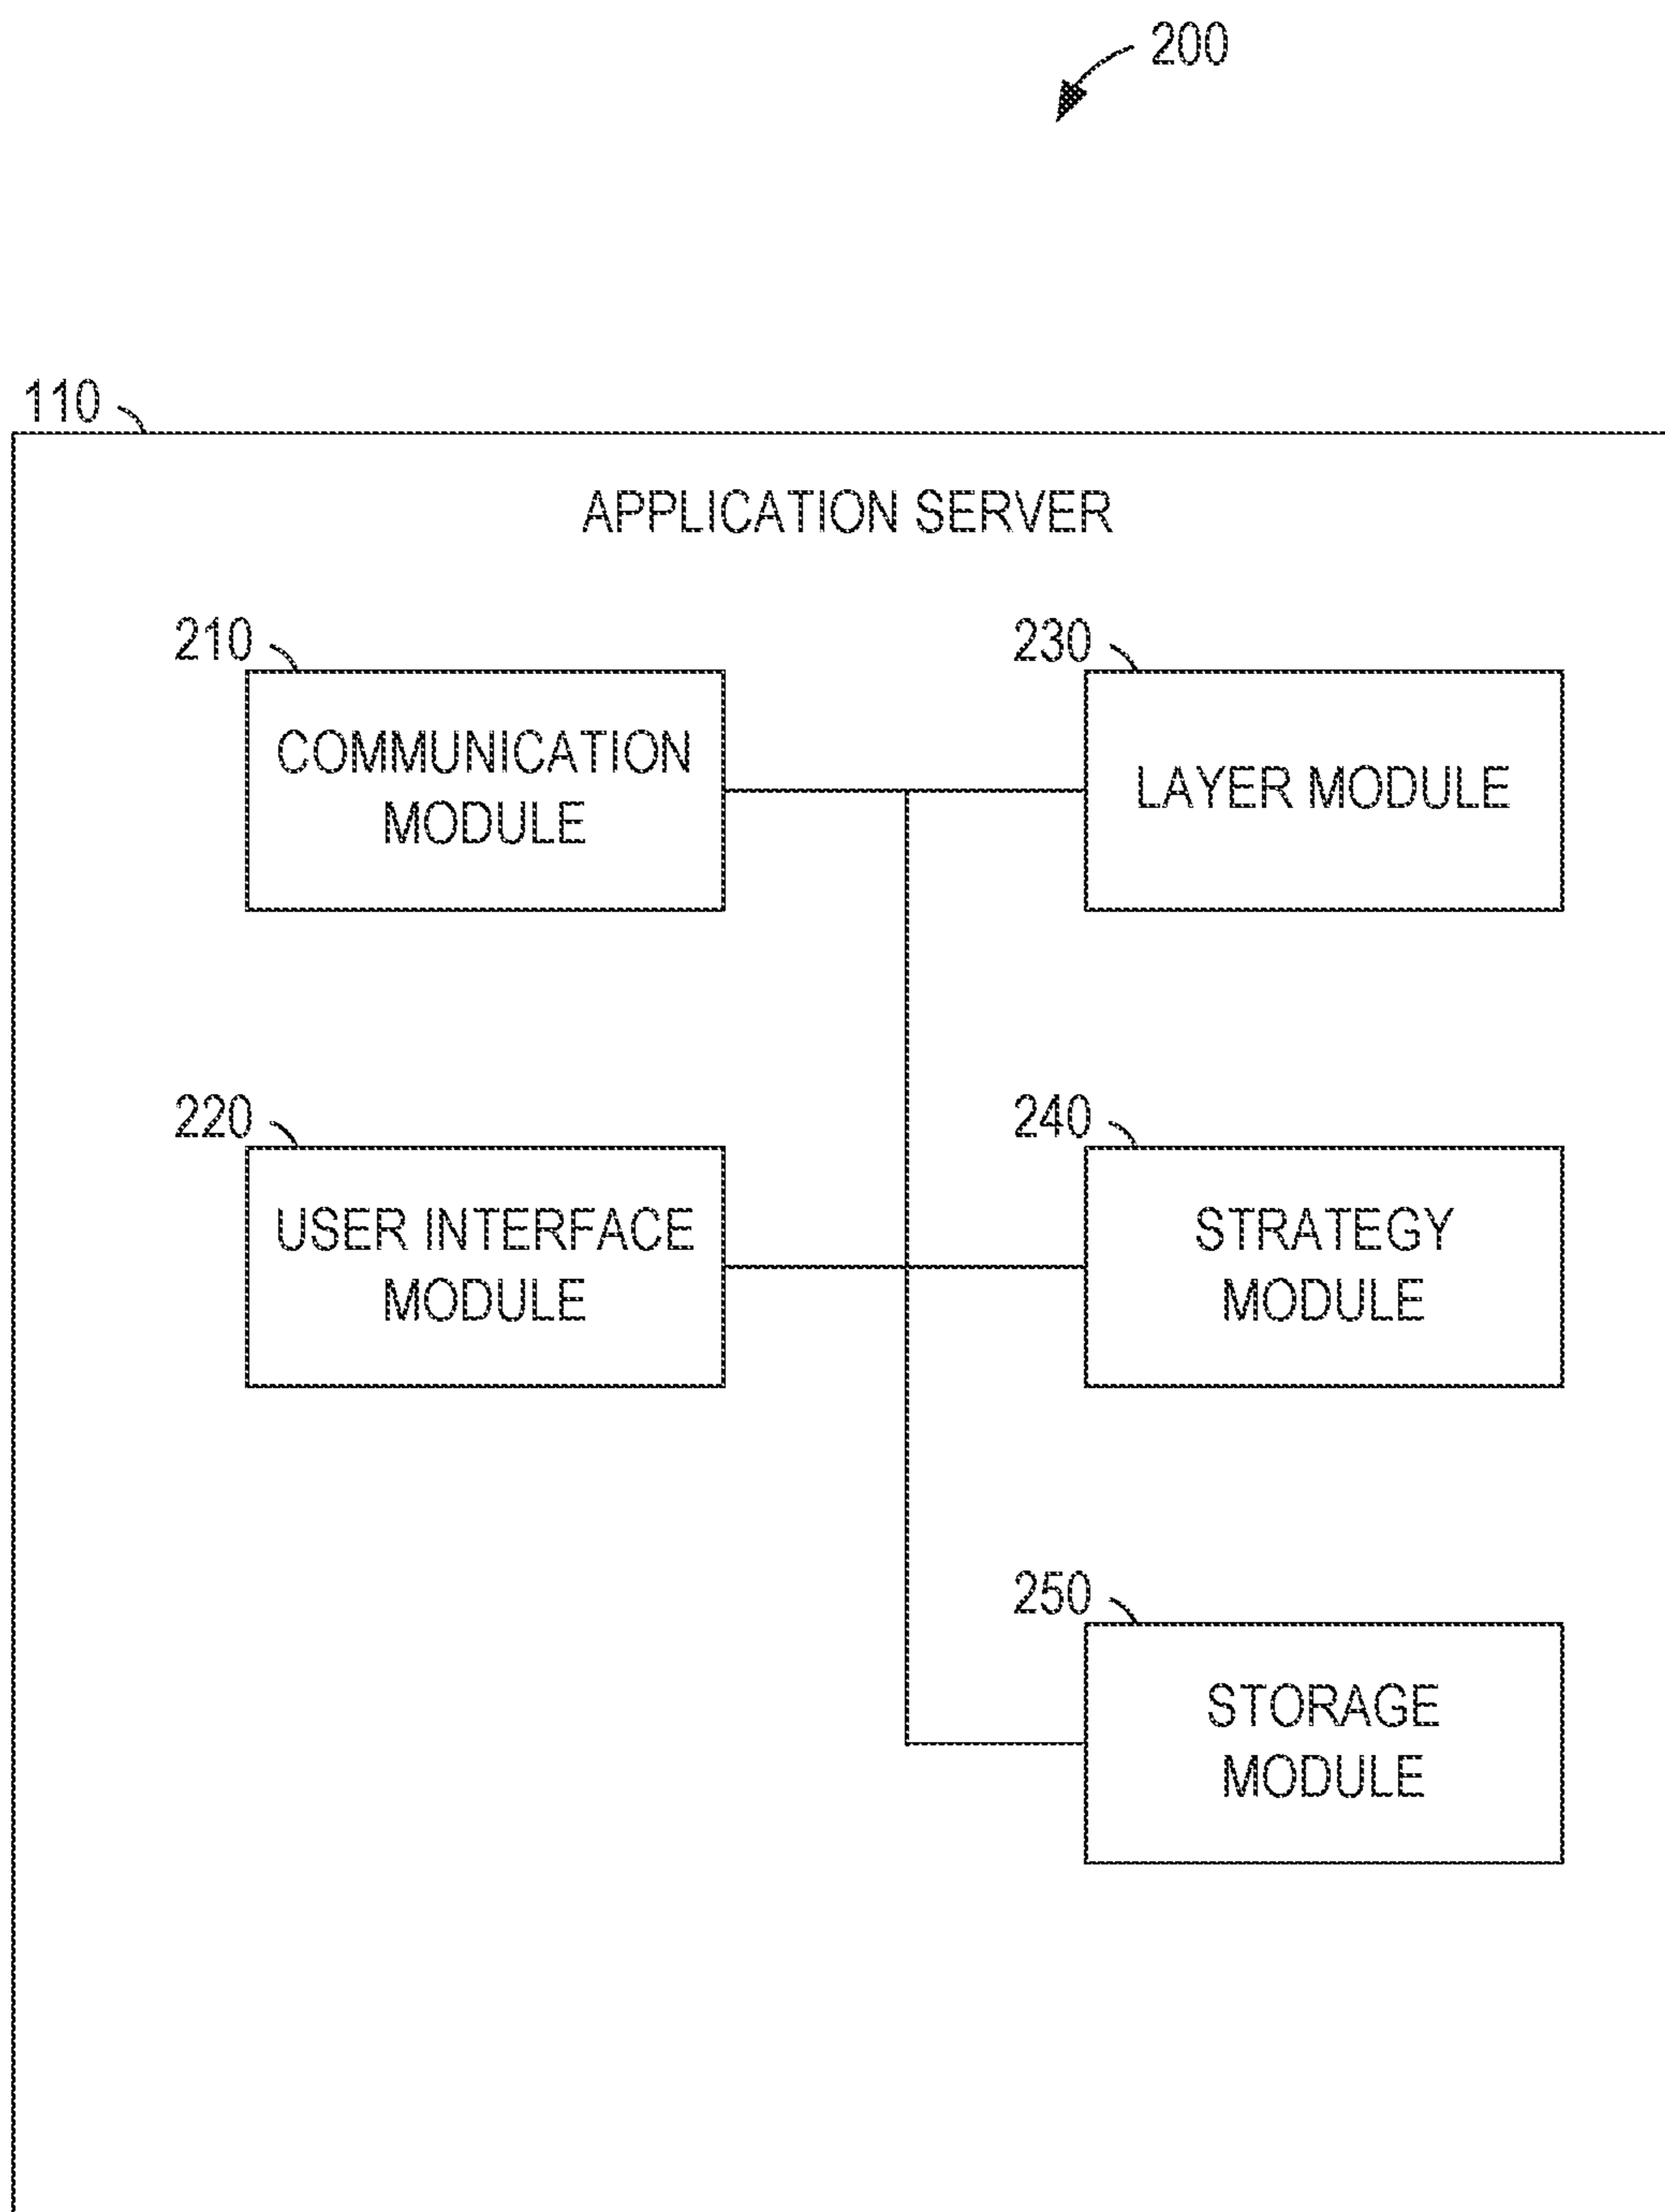 200
110
APPLICATION SERVER
210
230
COMMUNICATION
MODULE
LAYER MODULE
220
240
USER INTERFACE
MODULE
STRATEGY
MODULE
250
STORAGE
MODULE